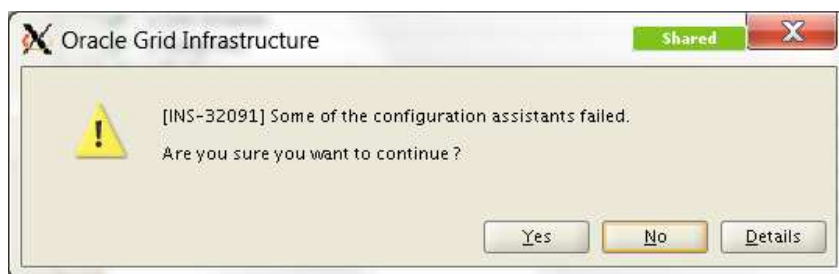 Oracle Grid Infrastructure
Shared
[INS-32091] Some of the configuration assistants failed.
Are you sure you want to continue ?
Yes
No
Details